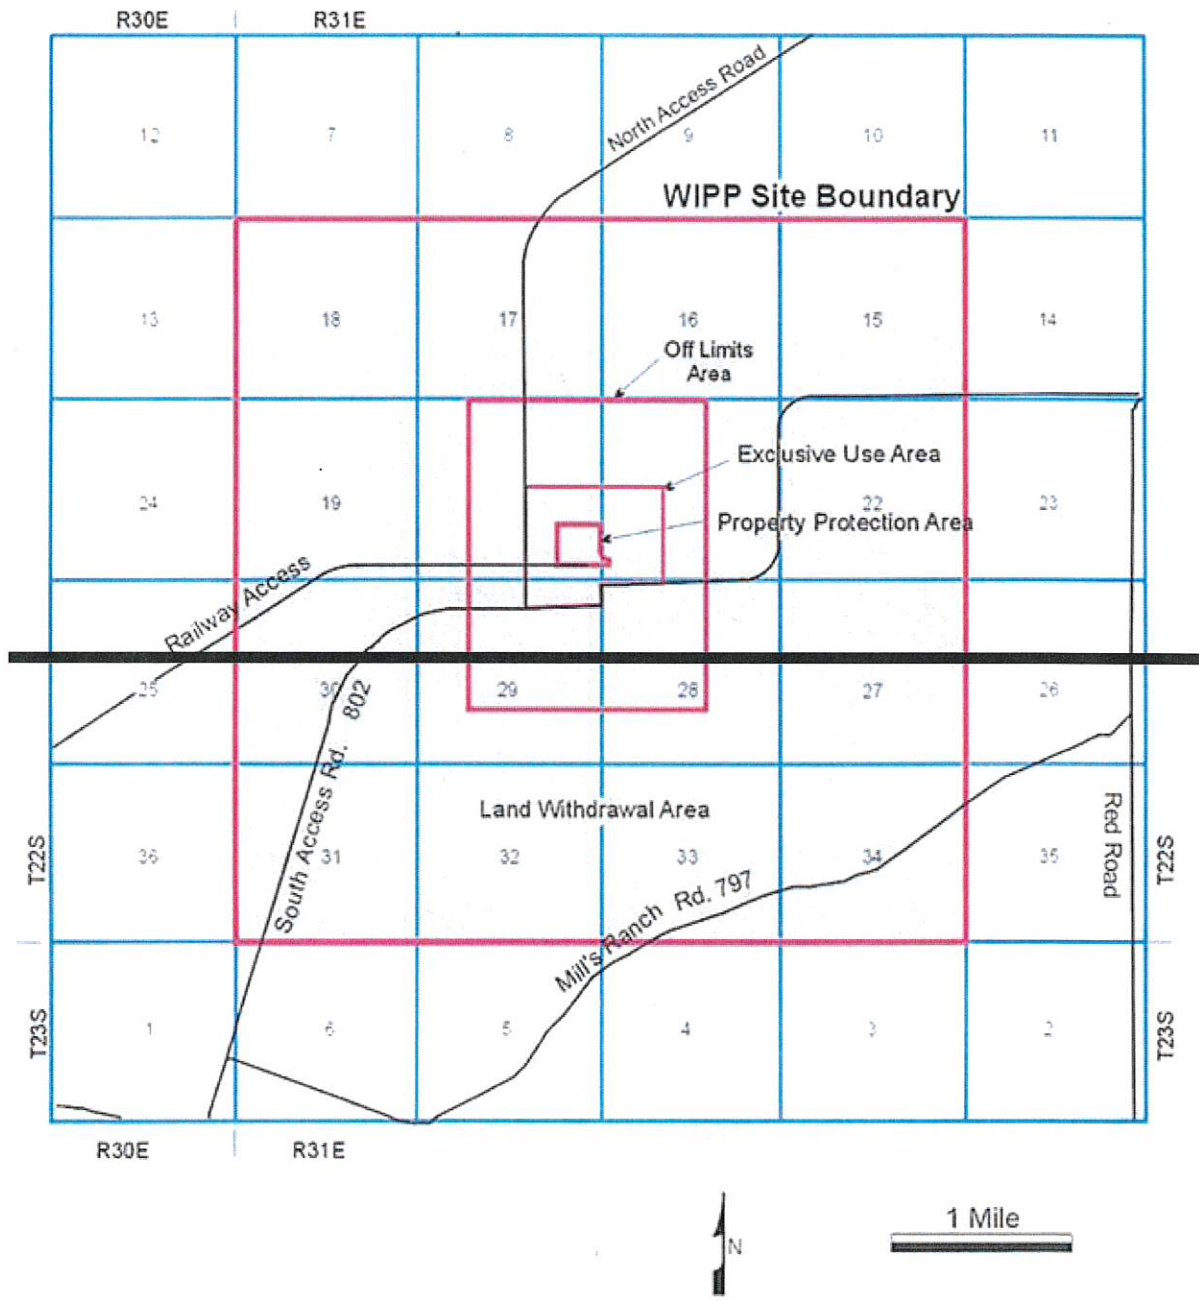 R30E R31E
North Access Road
12 7 8 9 10 11
WIPP Site Boundary
13 18 17 16 15 14
Off Limits
Area
Exclusive Use Area
24 19 22 23
Property Protection Area
Railway Access
25 30 29 28 27 26
South Access Rd. 802
Land Withdrawal Area
Red Road
T22S T22S
36 31 32 33 34 35
Mill's Ranch Rd. 797
T23S T23S
1 6 5 4 3 2
R30E R31E
1 Mile
N